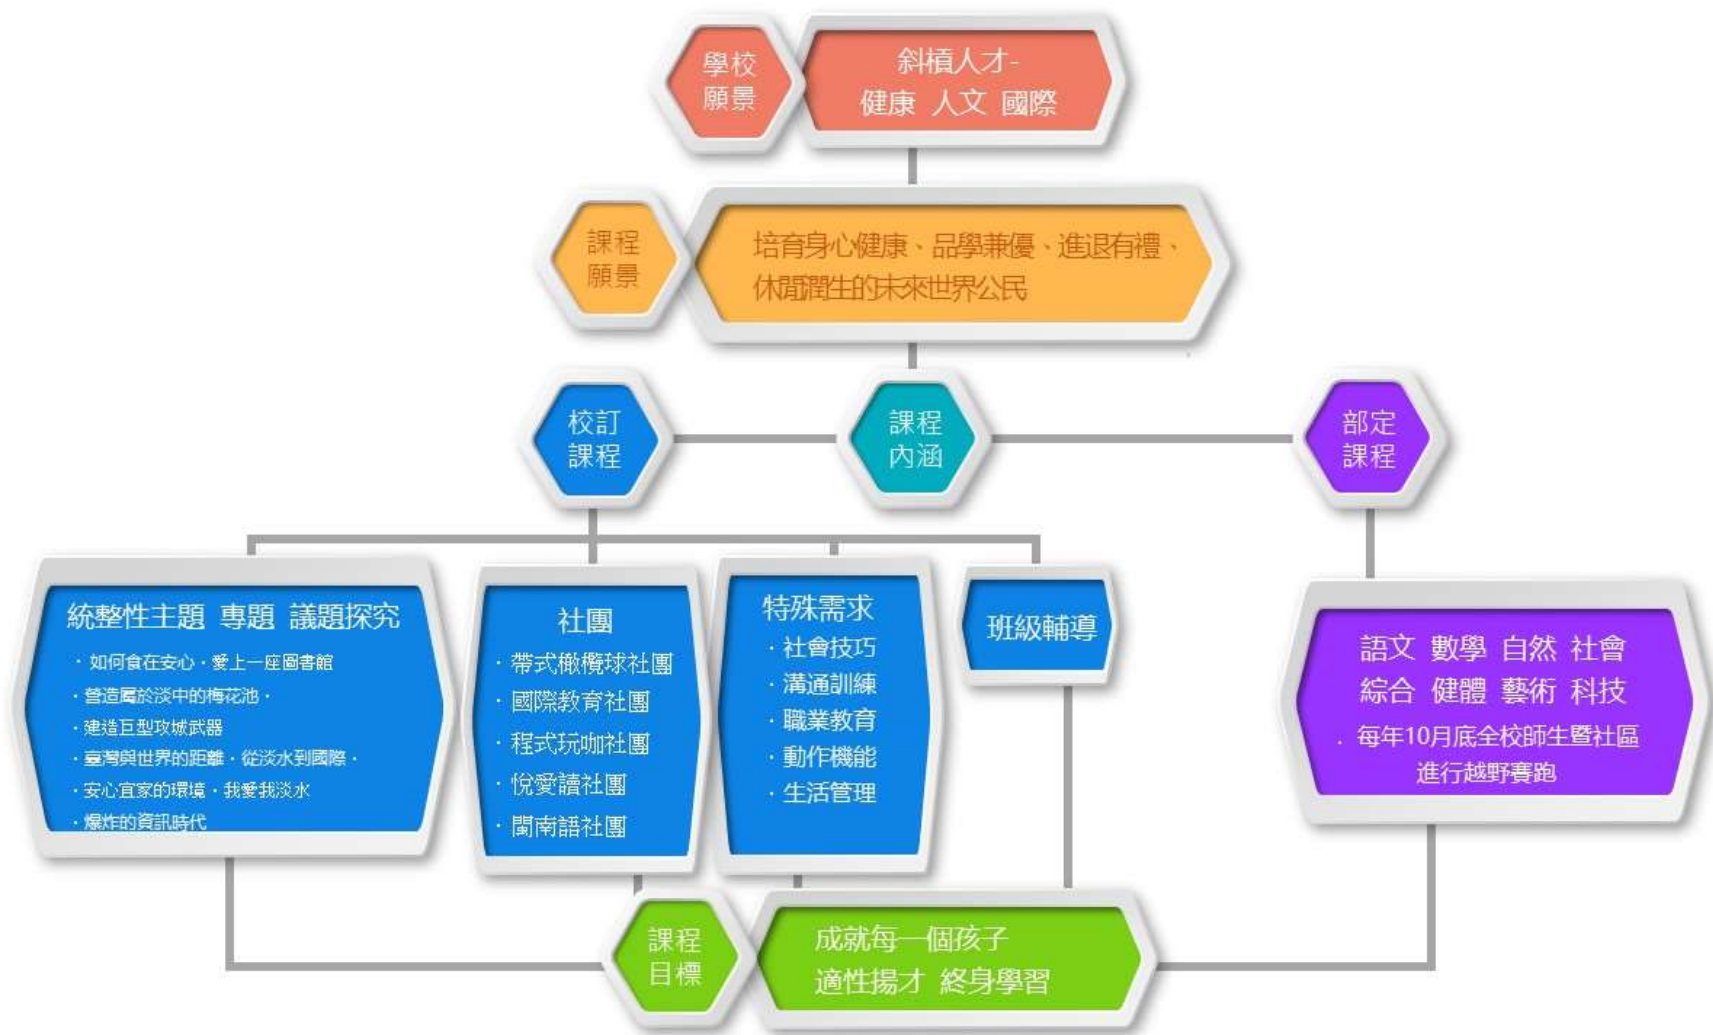 學校
願景
斜槓人才-
健康 人文 國際
課程
願景
培育身心健康、品學兼優、進退有禮、
休閒潤生的未來世界公民
校訂
課程
課程
內涵
部定
課程
統整性主題 專題 議題探究
· 如何食在安心·愛上一座圖書館
·營造屬於淡中的梅花池·
·建造巨型攻城武器
·臺灣與世界的距離·從淡水到國際·
·安心宜家的環境·我愛我淡水
·爆炸的資訊時代
社團
·帶式橄欖球社團
·國際教育社團
·程式玩咖社團
·悅愛讀社團
·閩南語社團
特殊需求
·社會技巧
·溝通訓練
·職業教育
·動作機能
·生活管理
班級輔導
語文 數學 自然 社會
綜合 健體 藝術 科技
. 每年10月底全校師生暨社區
進行越野賽跑
課程
目標
成就每一個孩子
適性揚才 終身學習